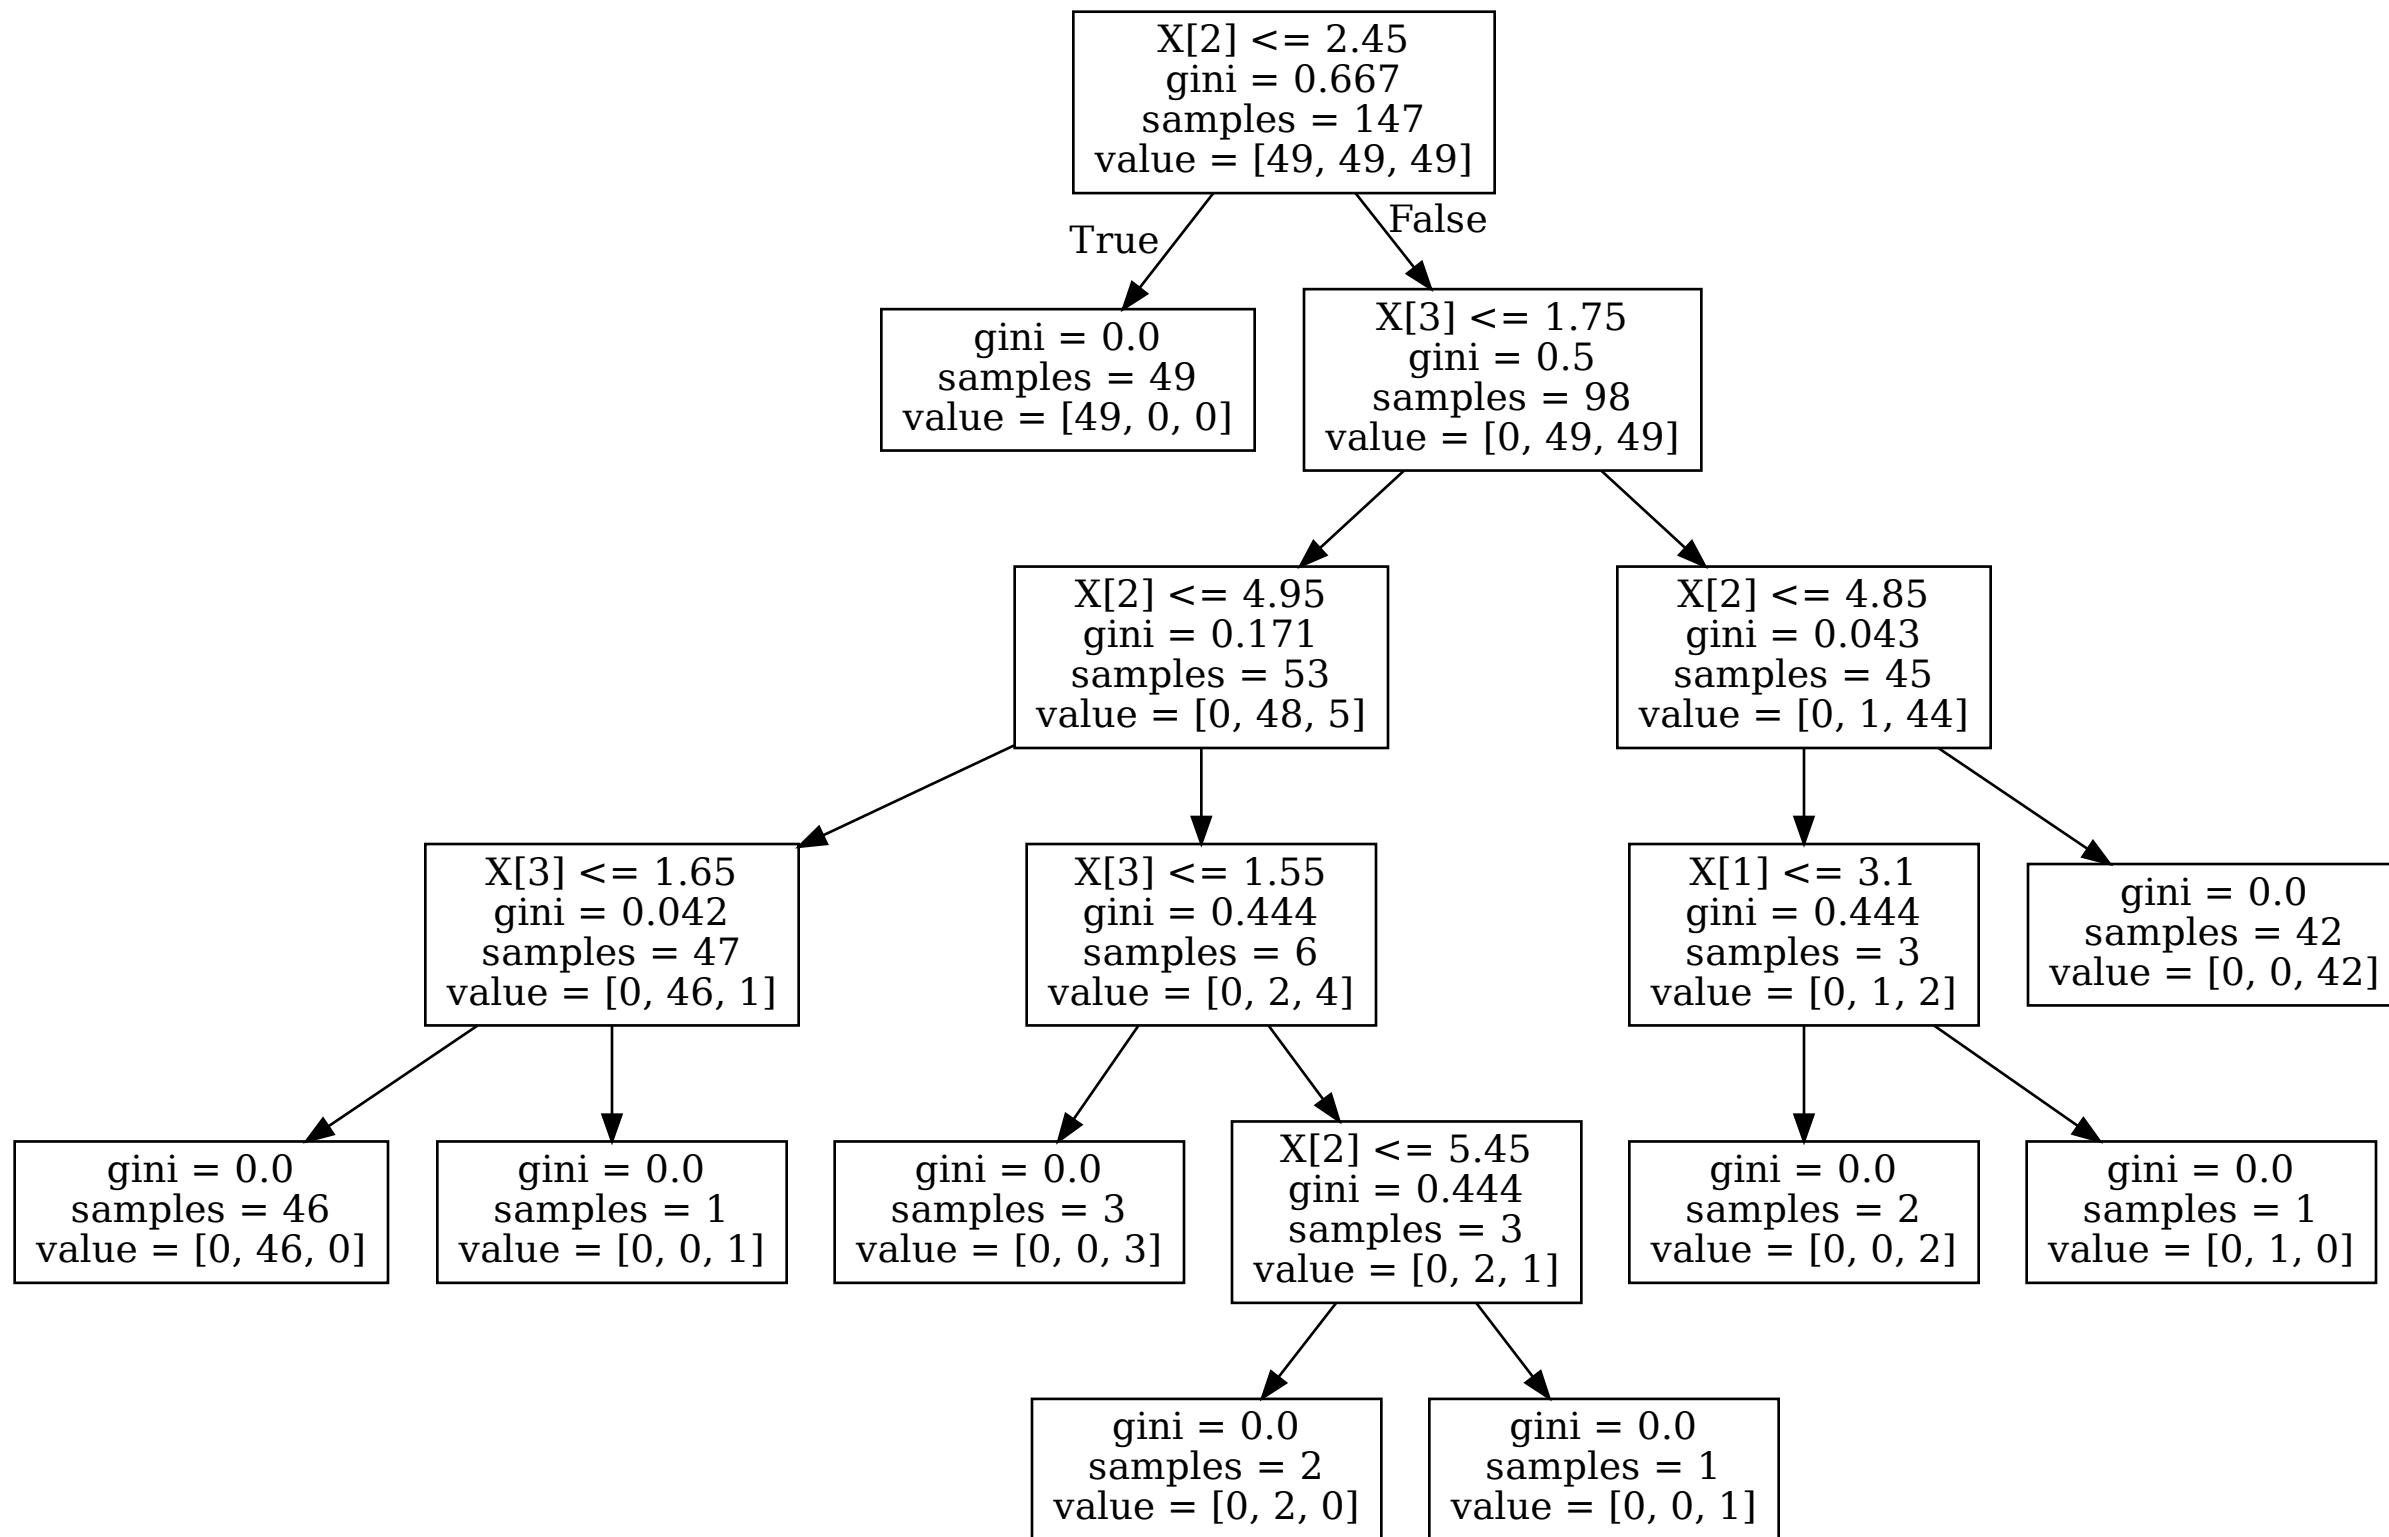 X[2] <= 2.45
gini = 0.667
samples = 147
value = [49, 49, 49]
True
False
gini = 0.0
samples = 49
value = [49, 0, 0]
X[3] <= 1.75
gini = 0.5
samples = 98
value = [0, 49, 49]
X[2] <= 4.95
gini = 0.171
samples = 53
value = [0, 48, 5]
X[2] <= 4.85
gini = 0.043
samples = 45
value = [0, 1, 44]
X[3] <= 1.65
gini = 0.042
samples = 47
value = [0, 46, 1]
X[3] <= 1.55
gini = 0.444
samples = 6
value = [0, 2, 4]
X[1] <= 3.1
gini = 0.444
samples = 3
value = [0, 1, 2]
gini = 0.0
samples = 42
value = [0, 0, 42]
gini = 0.0
samples = 46
value = [0, 46, 0]
gini = 0.0
samples = 1
value = [0, 0, 1]
gini = 0.0
samples = 3
value = [0, 0, 3]
X[2] <= 5.45
gini = 0.444
samples = 3
value = [0, 2, 1]
gini = 0.0
samples = 2
value = [0, 0, 2]
gini = 0.0
samples = 1
value = [0, 1, 0]
gini = 0.0
samples = 2
value = [0, 2, 0]
gini = 0.0
samples = 1
value = [0, 0, 1]